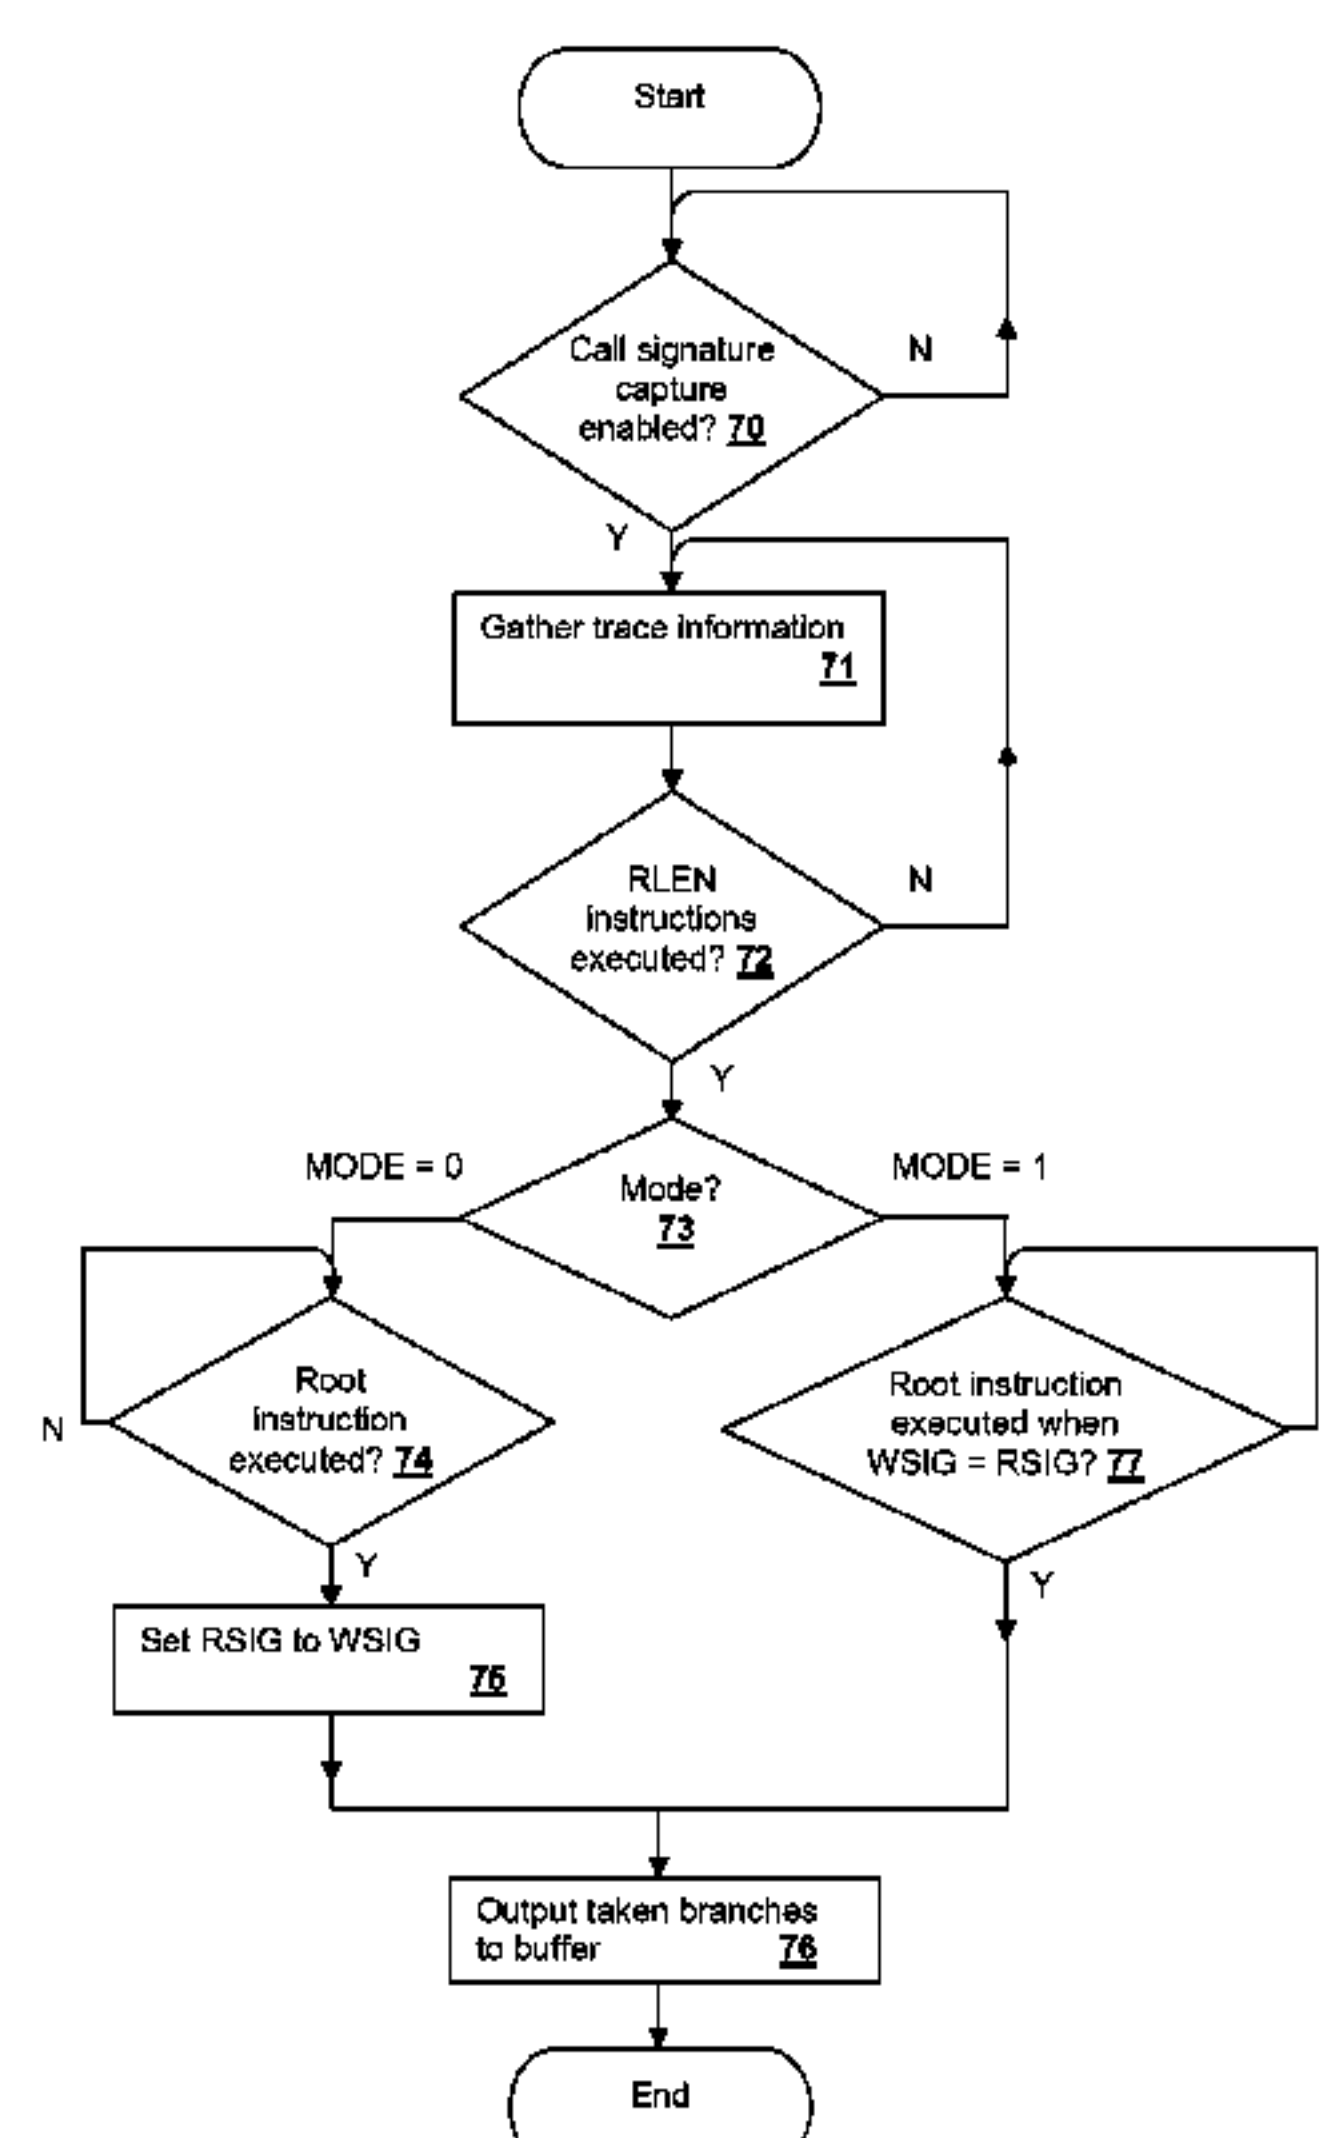 Start
Call signature
capture
enabled? 70
N
Y
Gather trace information
71
RLEN
instructions
executed? 72
N
Y
MODE = 0
Mode?
73
MODE = 1
Root
instruction
executed? 74
N
Y
Root instruction
executed when
WSIG = RSIG? 77
Y
Set RSIG to WSIG
75
Output taken branches
to buffer 76
End